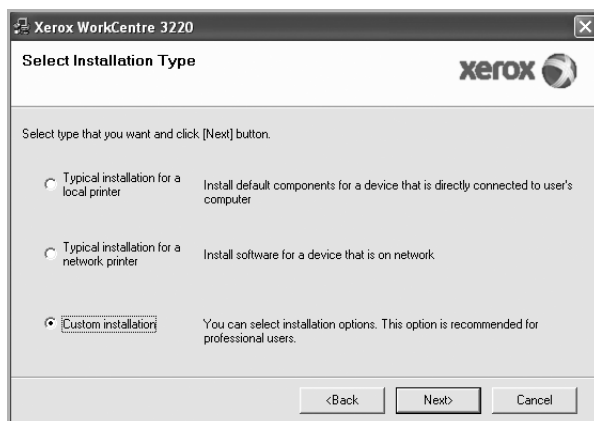 Xerox WorkCentre 3220
Select Installation Type
xerox
Select type that you want and click [Next] button.
Typical installation for a
local printer
Install default components for a device that is directly connected to user's
computer
Typical installation for a
network printer
Install software for a device that is on network
Custom installation
You can select installation options. This option is recommended for
professional users.
<Back
Next>
Cancel